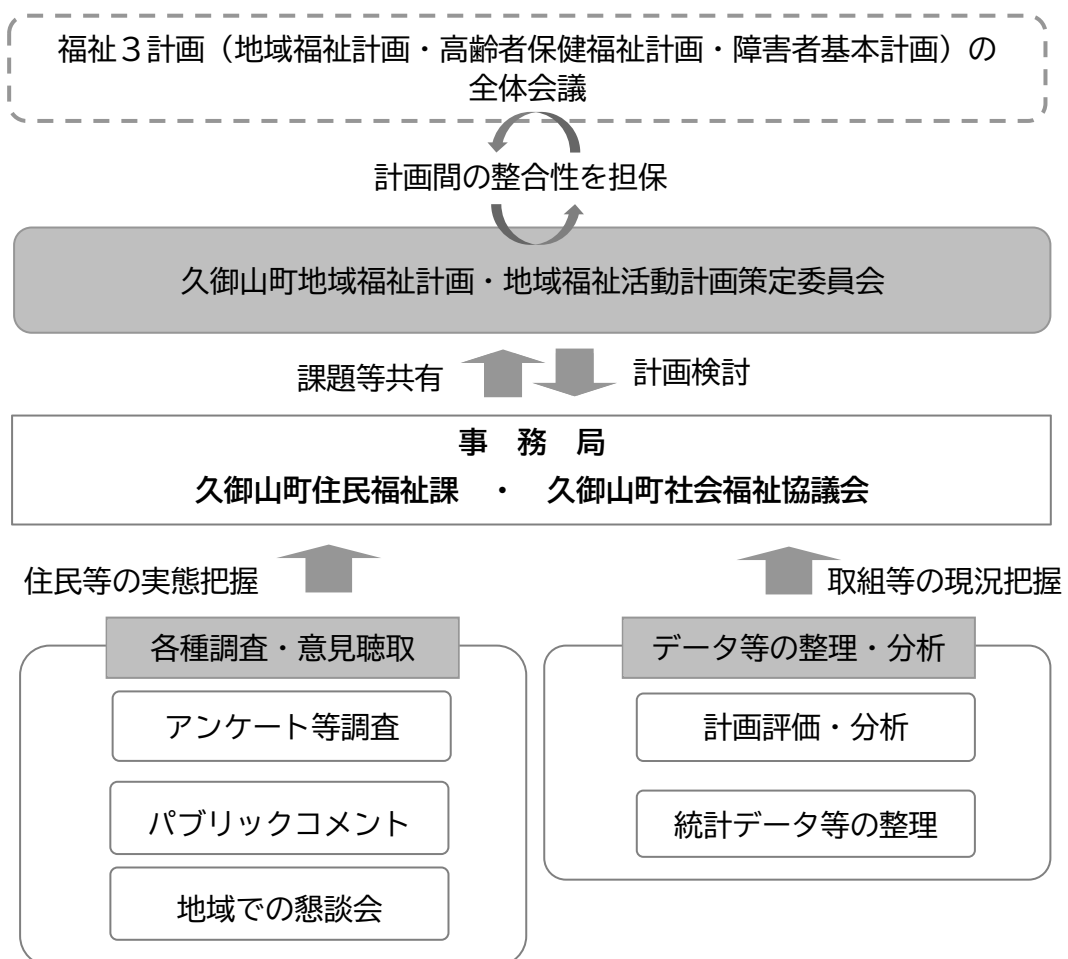 福祉３計画（地域福祉計画・高齢者保健福祉計画・障害者基本計画）の
全体会議
計画間の整合性を担保
久御山町地域福祉計画・地域福祉活動計画策定委員会
課題等共有
計画検討
事　務　局
久御山町住民福祉課　・　久御山町社会福祉協議会
住民等の実態把握
取組等の現況把握
各種調査・意見聴取
アンケート等調査
パブリックコメント
地域での懇談会
データ等の整理・分析
計画評価・分析
統計データ等の整理